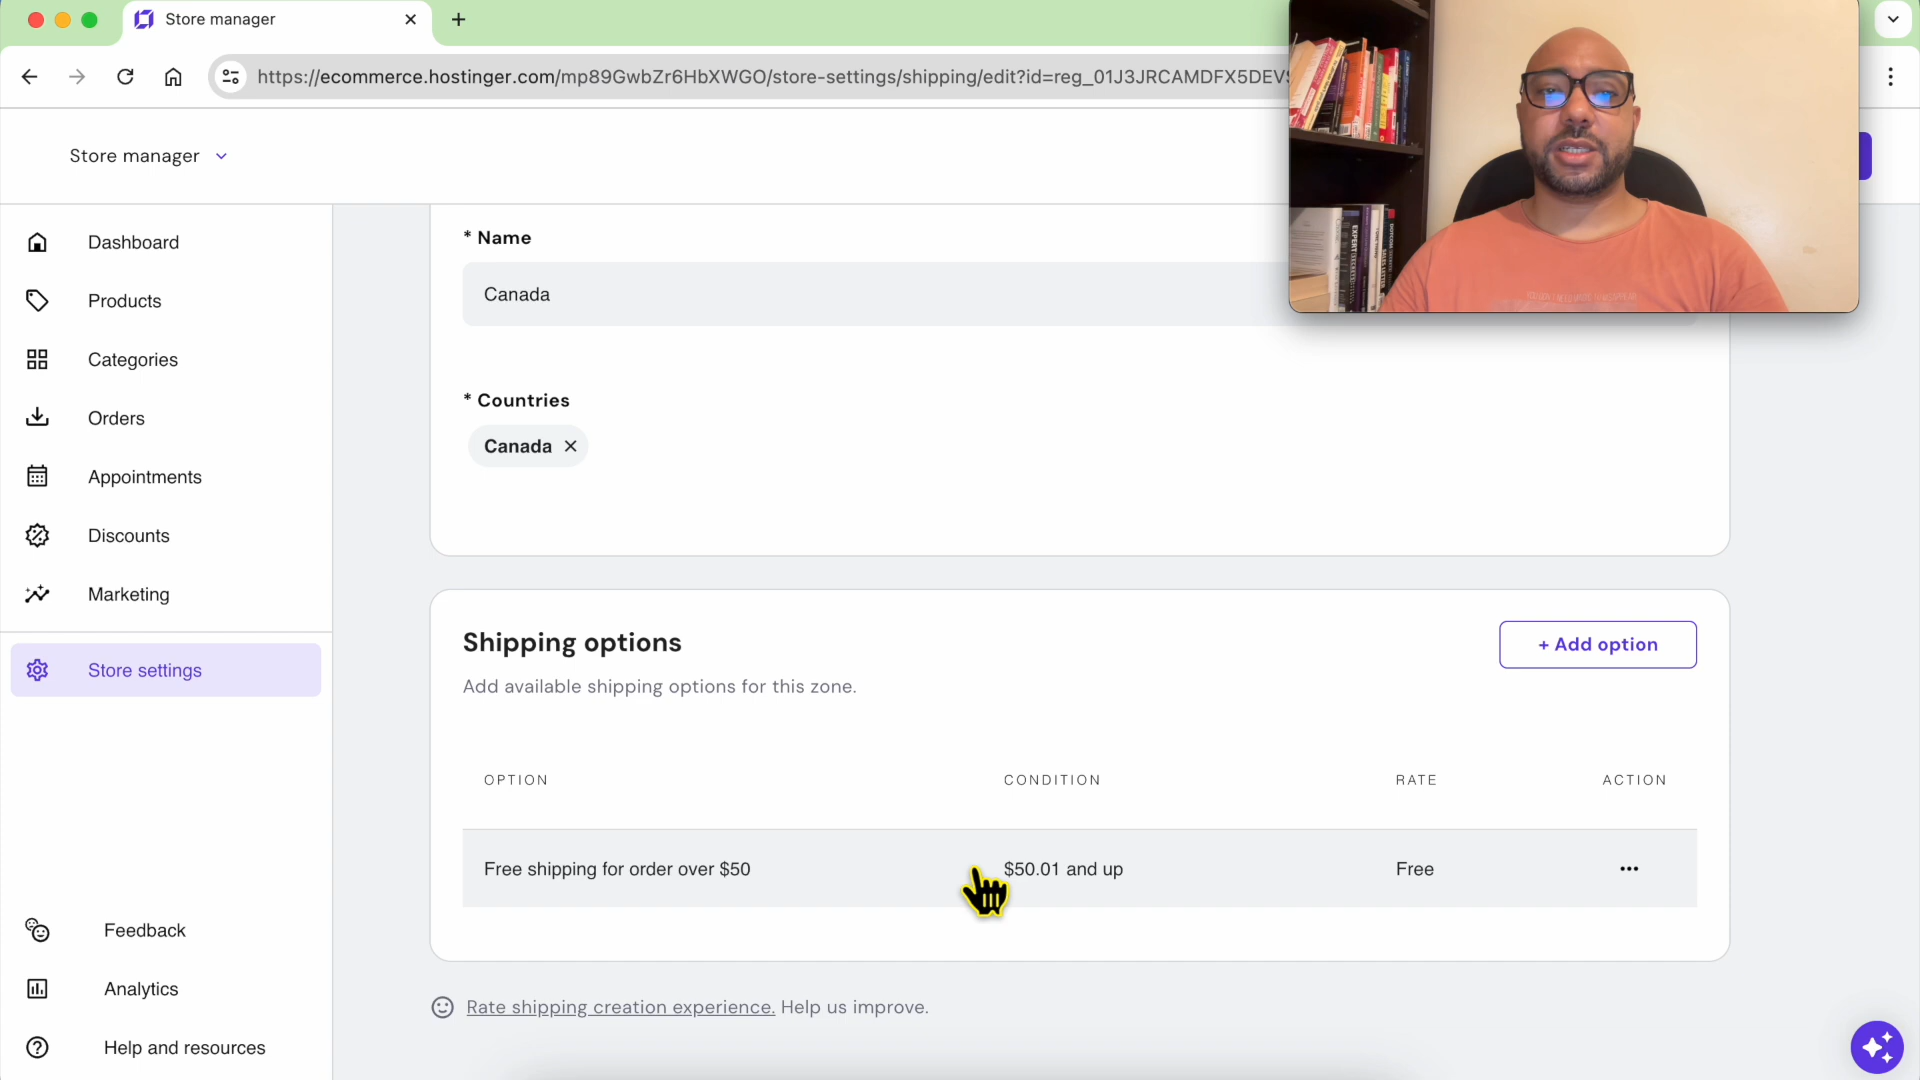 Store manager
https://ecommerce.hostinger.com/mp89GwbZr6HbXWGO/store-settings/shipping/edit?id=reg_01J3JRCAMDFX5DEV
Store manager
Dashboard
Products
Categories
Orders
Appointments
Discounts
Marketing
Store settings
Feedback
Analytics
Help and resources
* Name
Canada
* Countries
Canada
Shipping options
+ Add option
Add available shipping options for this zone.
OPTION CONDITION RATE ACTION
Free shipping for order over $50 $50.01 and up Free
Rate shipping creation experience. Help us improve.
EXPERT